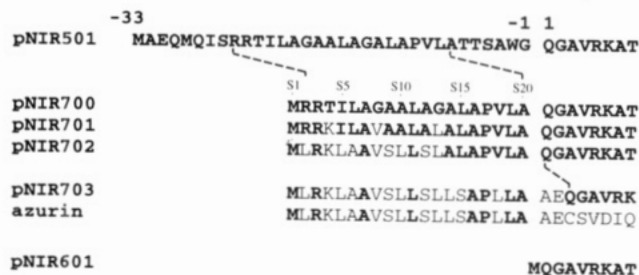 -33 -1 1
pNIR501 MAEQMQISRRTILAGAALAGALAPVLATTSAWG QGAVRKAT
S1 S5 S10 S15 S20
pNIR700 MRRTILAGAALAGALAPVLA QGAVRKAT
pNIR701 MRRKILAVAALALALAPVLA QGAVRKAT
pNIR702 MLRKLAAVSLLSLALAPVLA QGAVRKAT
pNIR703 MLRKLAAVSLLSLLSAPLLA AEQGAVRK
azurin MLRKLAAVSLLSLLSAPLLA AECSVDIQ
pNIR601 MQGAVRKAT